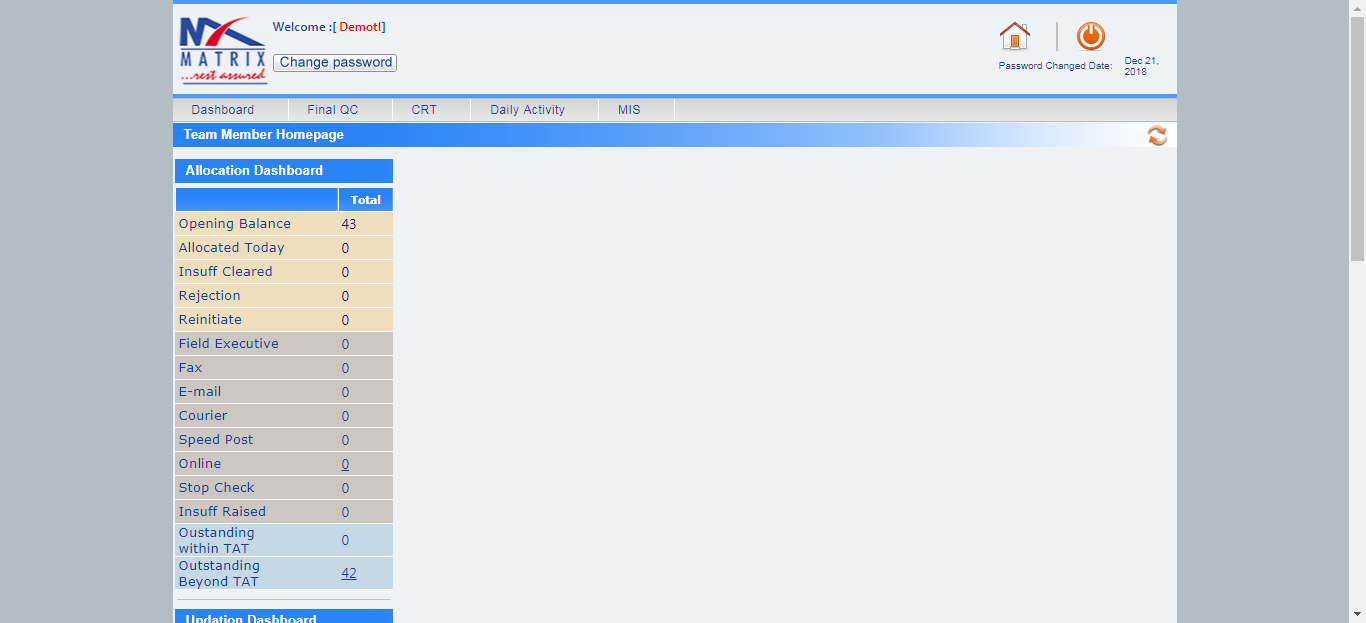 MATRIX
...rest assured
Welcome :[ Demotl]
Change password
Password Changed Date:
Dec 21,
2018
Dashboard
Final QC
CRT
Daily Activity
MIS
Team Member Homepage
Allocation Dashboard
Total
Opening Balance 43
Allocated Today 0
Insuff Cleared 0
Rejection 0
Reinitiate 0
Field Executive 0
Fax 0
E-mail 0
Courier 0
Speed Post 0
Online 0
Stop Check 0
Insuff Raised 0
Oustanding
within TAT 0
Outstanding
Beyond TAT 42
Updation Dashboard